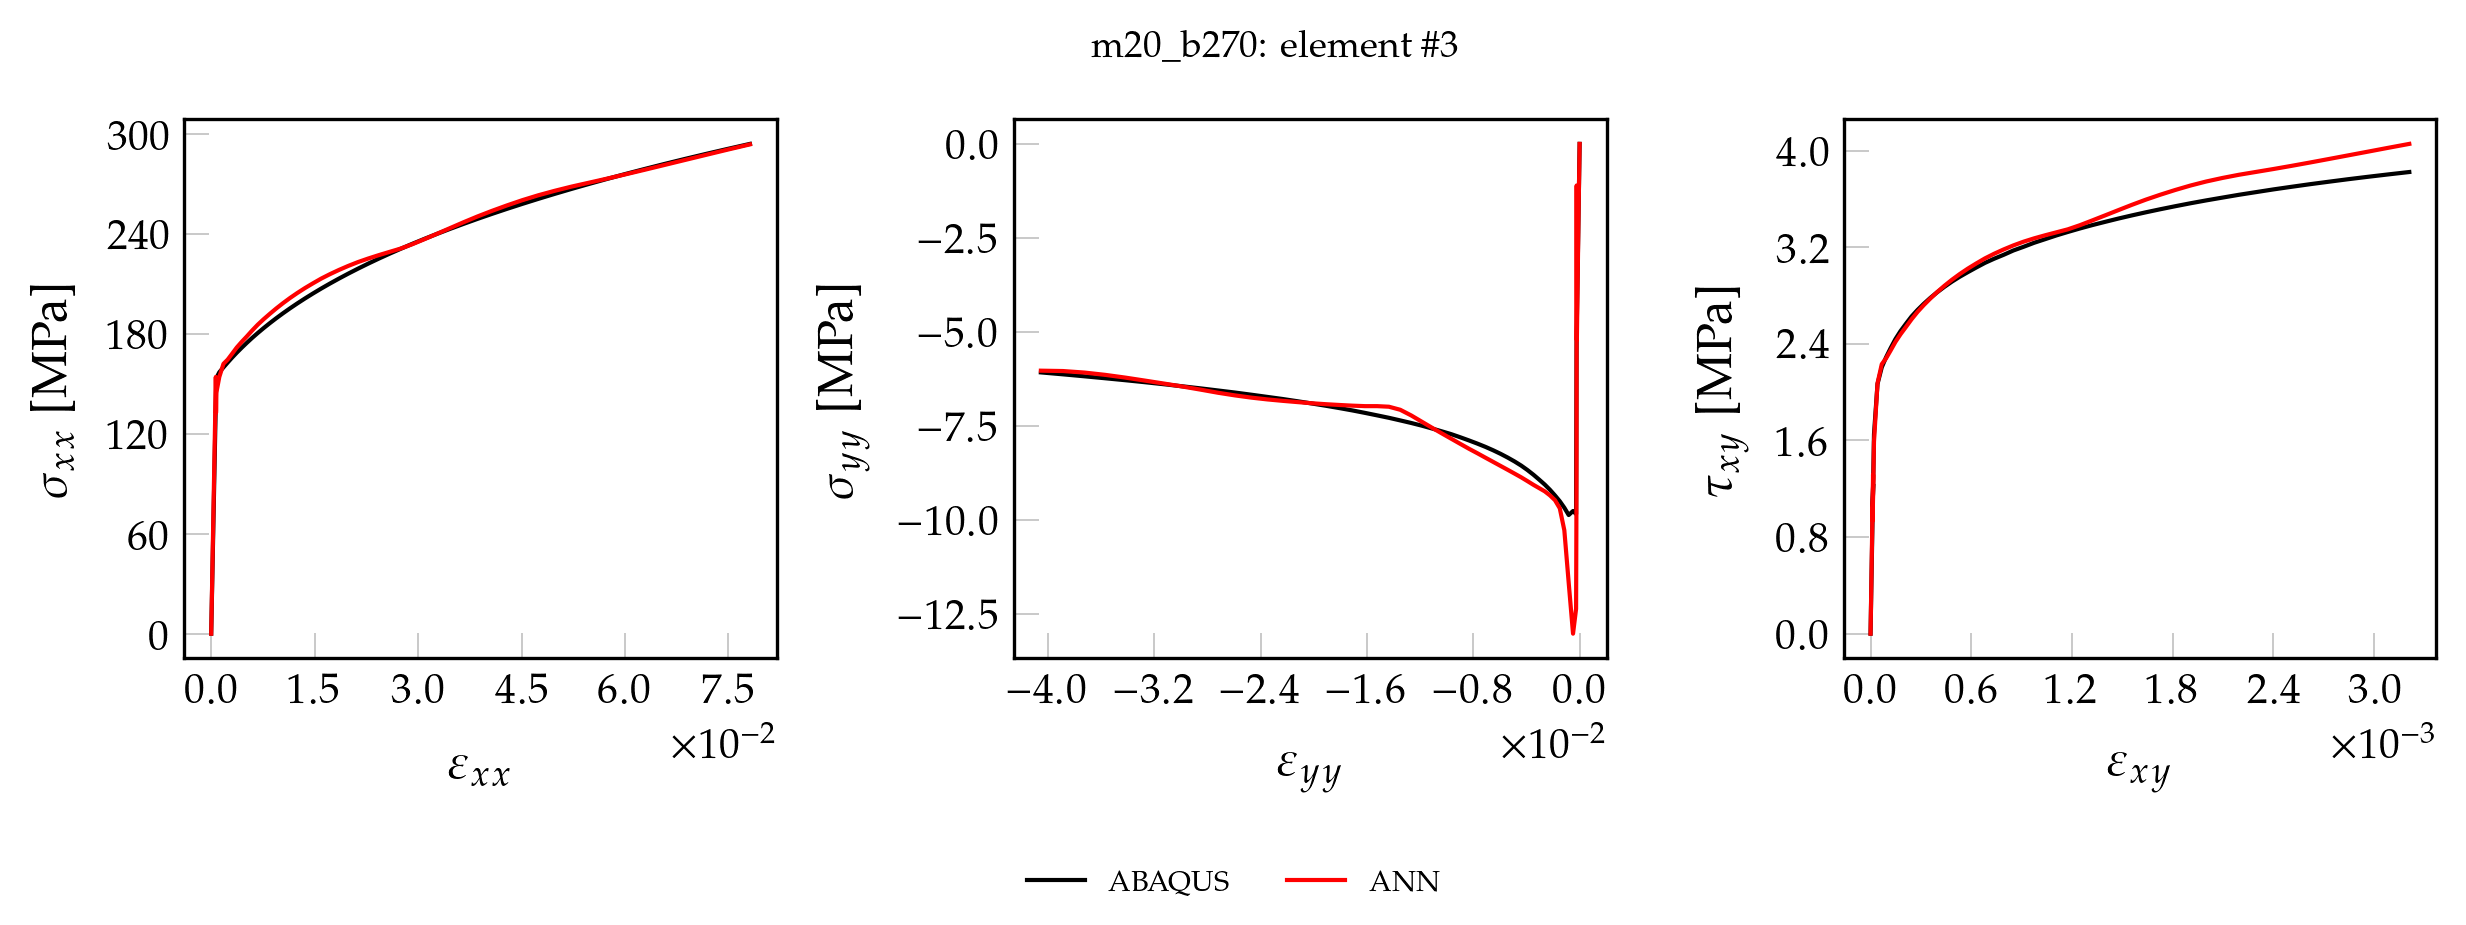 m20_b270: element #3
σxx [MPa]
300
240
180
120
60
0
0.0 1.5 3.0 4.5 6.0 7.5
×10−2
εxx
σyy [MPa]
0.0
−2.5
−5.0
−7.5
−10.0
−12.5
−4.0 −3.2 −2.4 −1.6 −0.8 0.0
×10−2
εyy
τxy [MPa]
4.0
3.2
2.4
1.6
0.8
0.0
0.0 0.6 1.2 1.8 2.4 3.0
×10−3
εxy
ABAQUS ANN